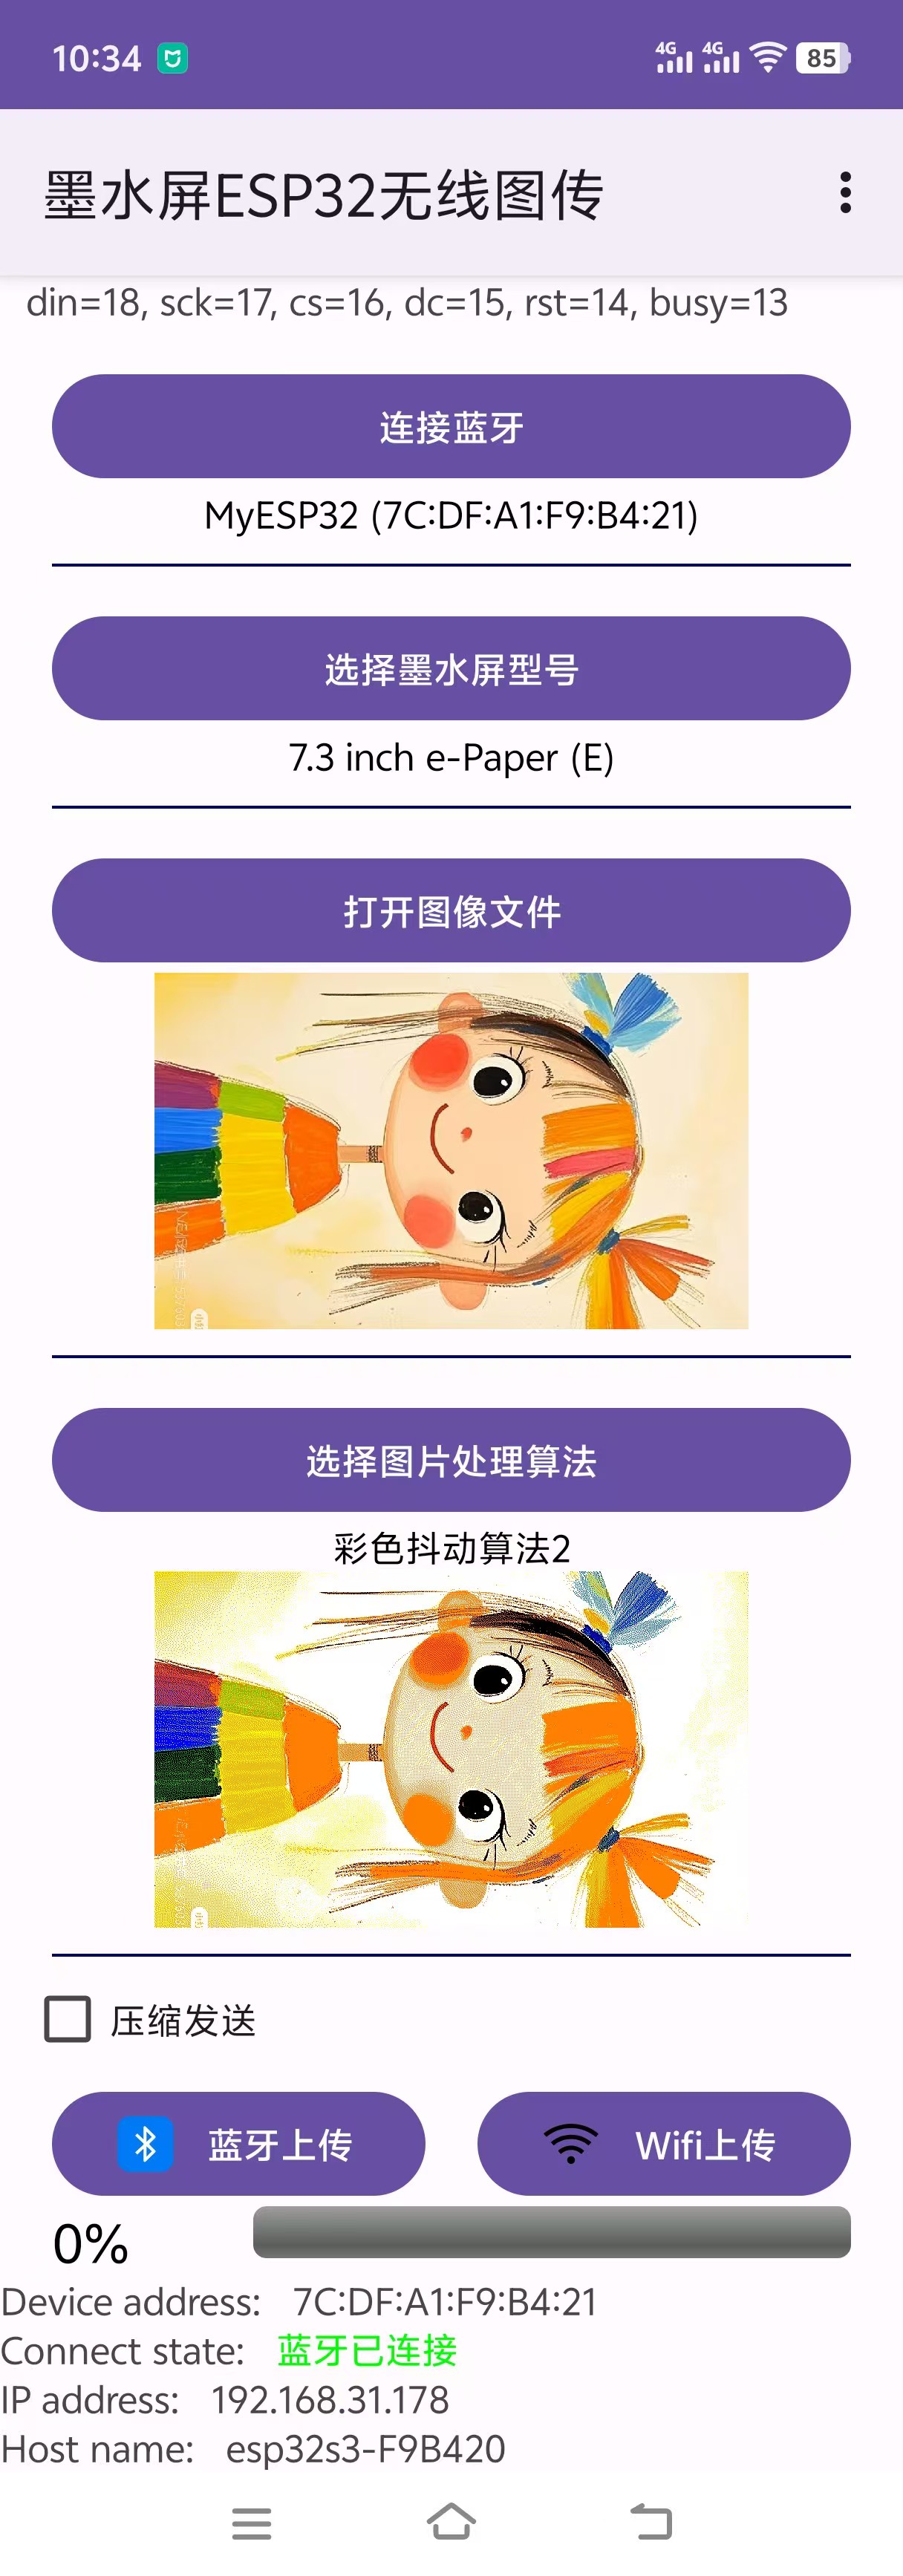 10:34
4G 4G 85
墨水屏ESP32无线图传
din=18, sck=17, cs=16, dc=15, rst=14, busy=13
连接蓝牙
MyESP32 (7C:DF:A1:F9:B4:21)
选择墨水屏型号
7.3 inch e-Paper (E)
打开图像文件
选择图片处理算法
彩色抖动算法2
压缩发送
蓝牙上传
Wifi上传
0%
Device address: 7C:DF:A1:F9:B4:21
Connect state: 蓝牙已连接
IP address: 192.168.31.178
Host name: esp32s3-F9B420